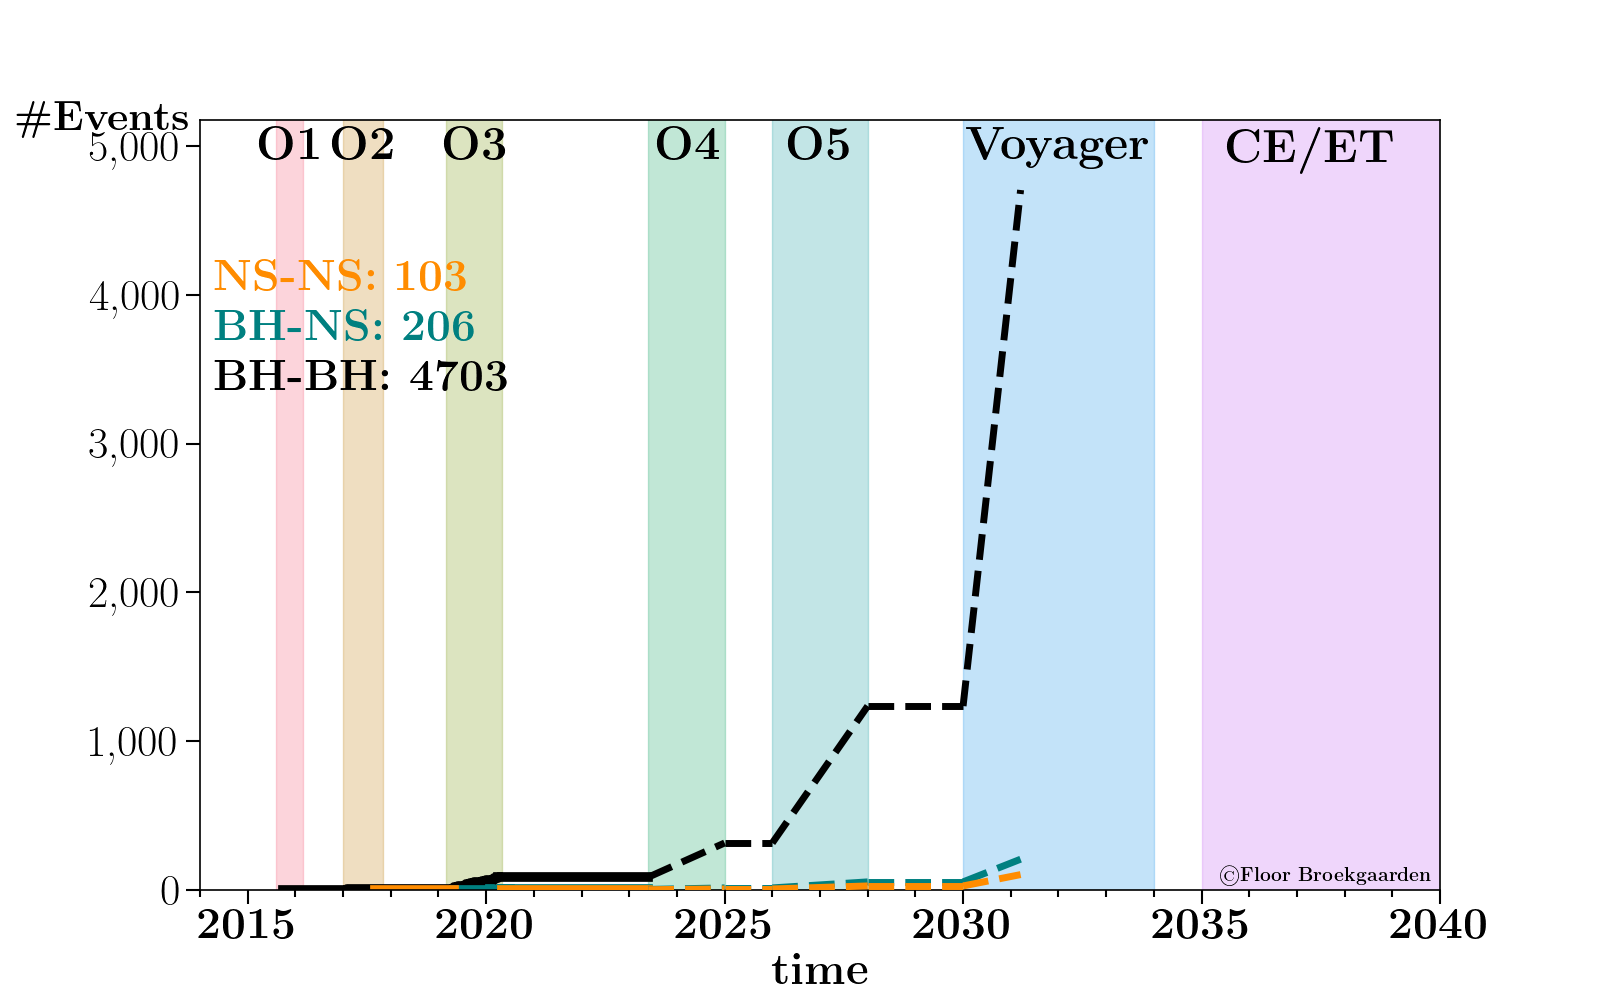 #Events
O1 O2 O3 O4 O5 Voyager CE/ET
5,000
NS-NS: 103
4,000
BH-NS: 206
BH-BH: 4703
3,000
2,000
1,000
0
©Floor Broekgaarden
2015 2020 2025 2030 2035 2040
time